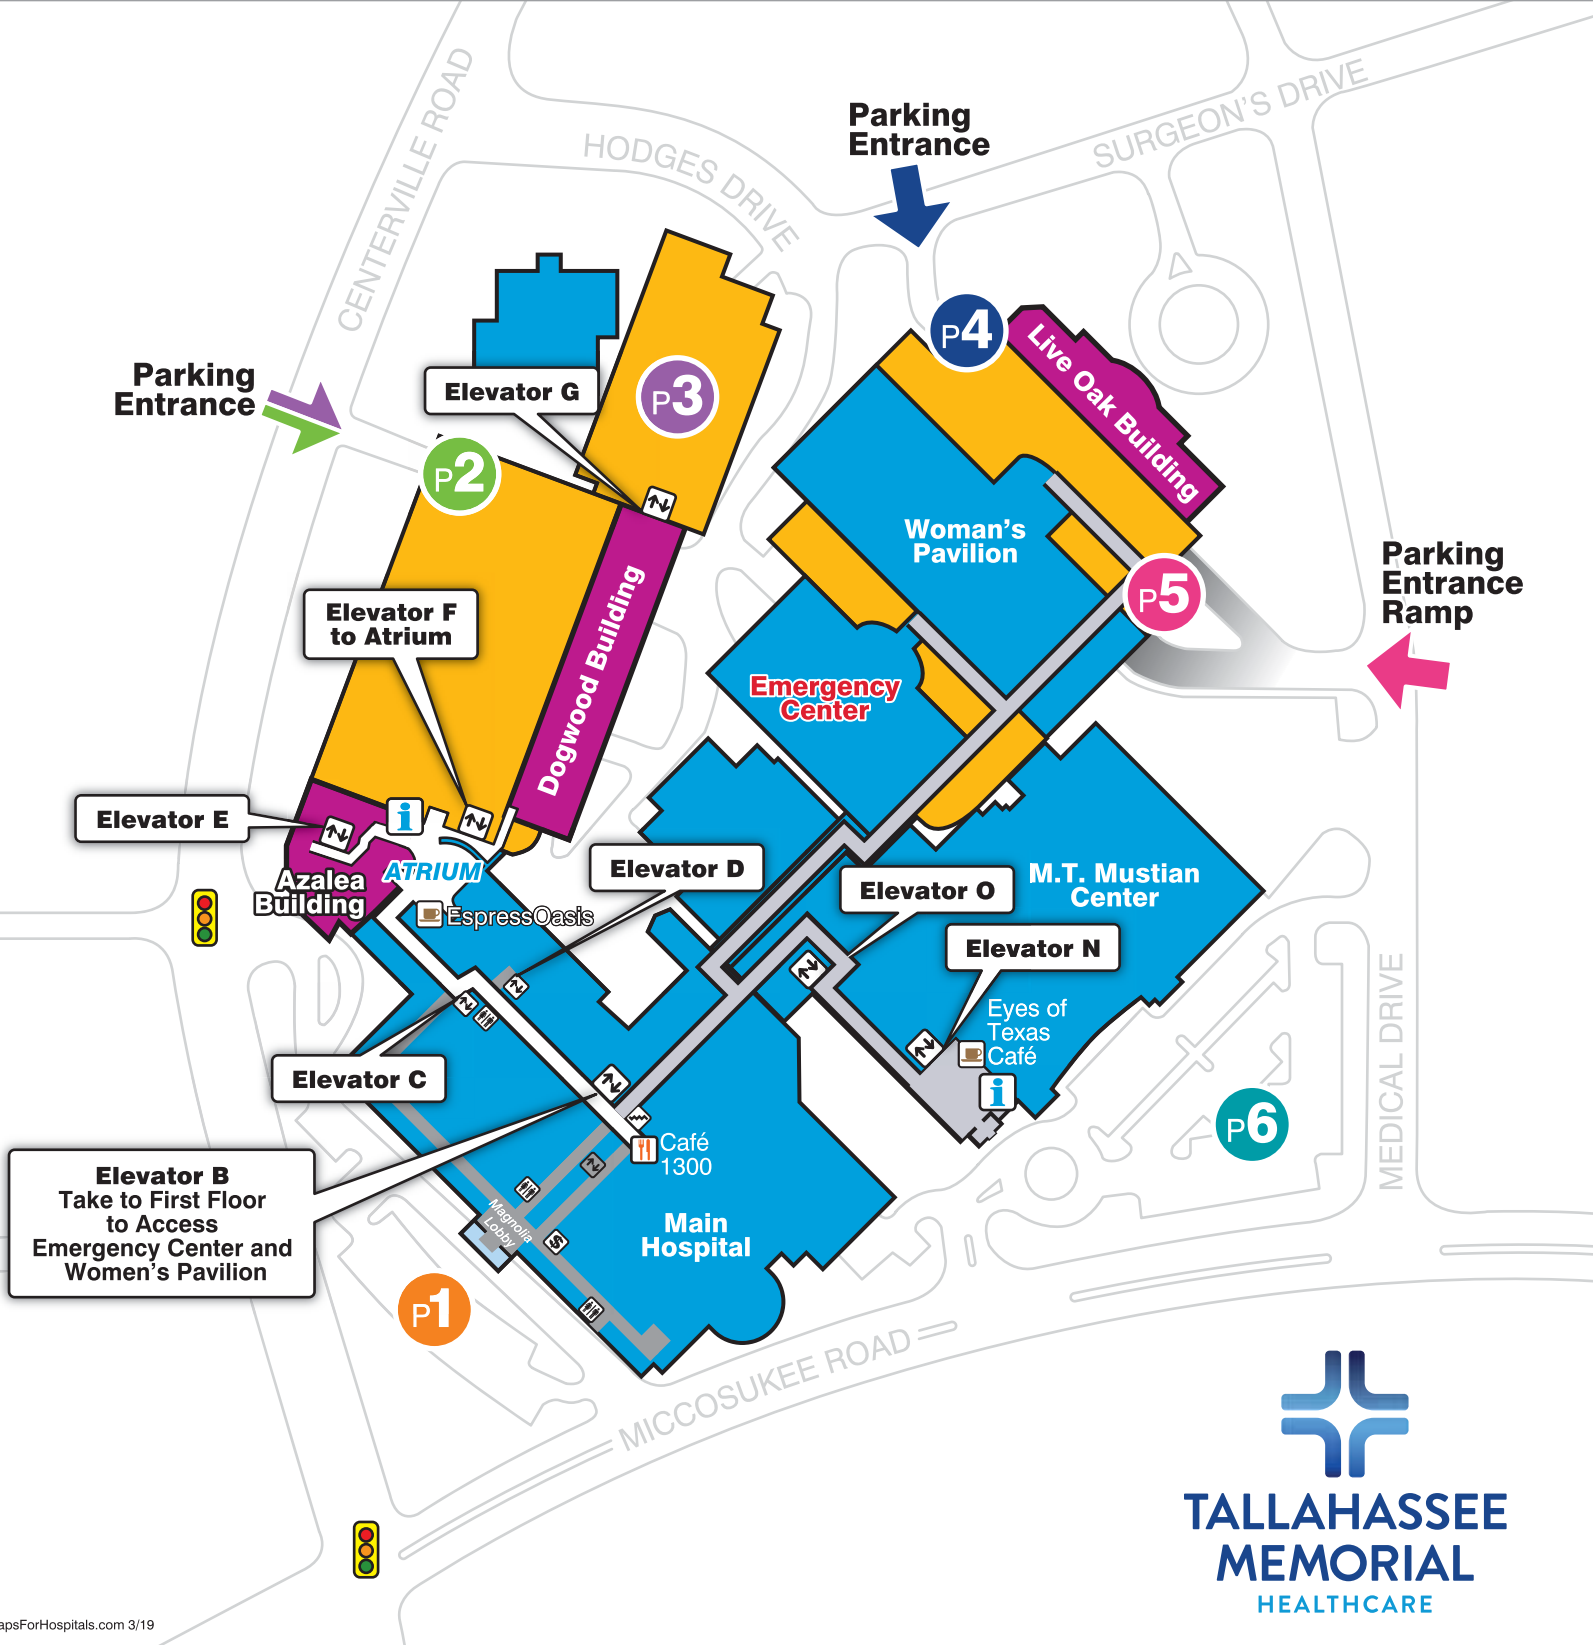 CENTERVILLE ROAD
HODGES DRIVE
Parking
Entrance
SURGEON'S DRIVE
Parking
Entrance
Elevator G
P3
P4
Live Oak Building
P2
Woman's
Pavilion
Parking
Entrance
Ramp
P5
Elevator F
to Atrium
Dogwood Building
Emergency
Center
Elevator E
i
ATRIUM
Azalea
Building
EspressOasis
Elevator D
Elevator O
M.T. Mustian
Center
Elevator N
Eyes of
Texas
Café
i
MEDICAL DRIVE
P6
Elevator C
Elevator B
Take to First Floor
to Access
Emergency Center and
Women's Pavilion
Café
1300
Magnolia
Lobby
$
Main
Hospital
P1
MICCOSUKEE ROAD
TALLAHASSEE
MEMORIAL
HEALTHCARE
apsForHospitals.com 3/19